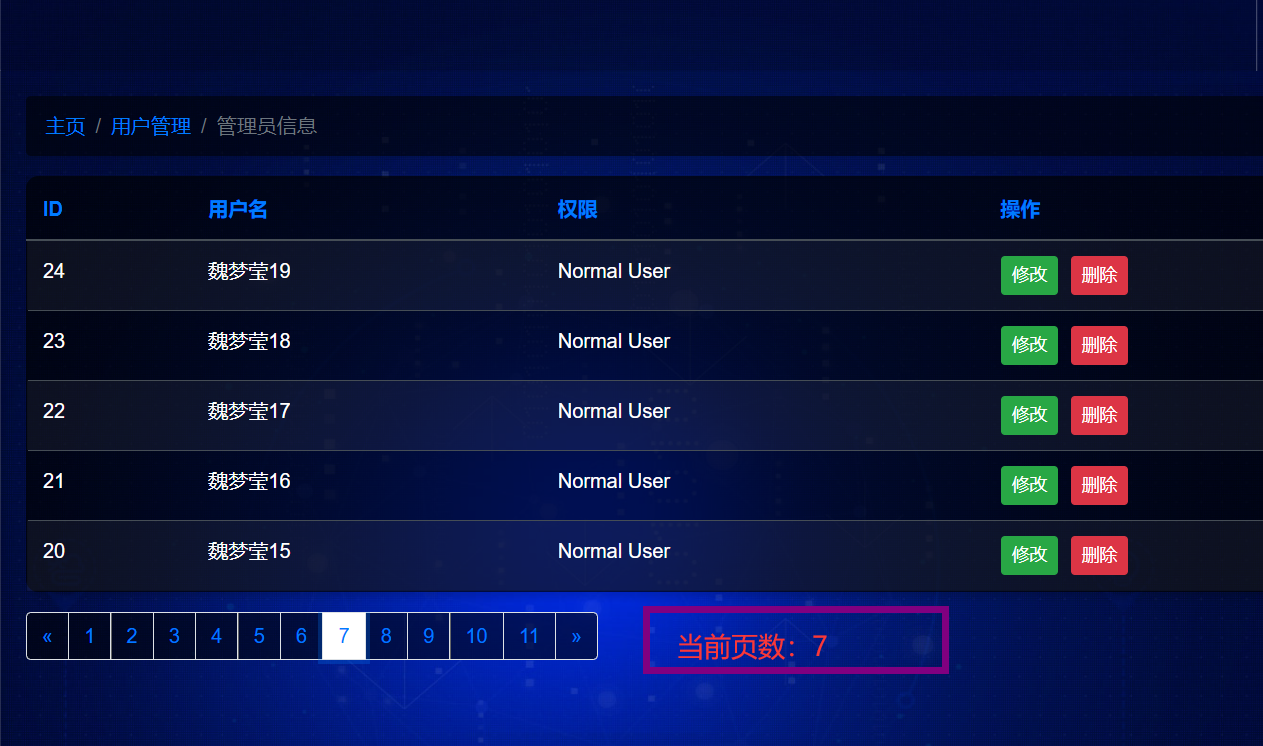 主页 / 用户管理 / 管理员信息
ID 用户名 权限 操作
24 魏梦莹19 Normal User 修改 删除
23 魏梦莹18 Normal User 修改 删除
22 魏梦莹17 Normal User 修改 删除
21 魏梦莹16 Normal User 修改 删除
20 魏梦莹15 Normal User 修改 删除
« 1 2 3 4 5 6 7 8 9 10 11 » 当前页数：7